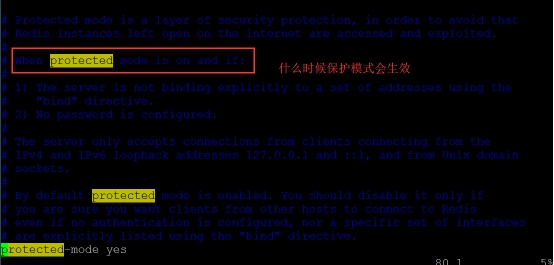 # Protected mode is a layer of security protection, in order to avoid that
# Redis instances left open on the internet are accessed and exploited.
#
# When protected mode is on and if:
什么时候保护模式会生效
#
# 1) The server is not binding explicitly to a set of addresses using the
#    "bind" directive.
# 2) No password is configured.
#
# The server only accepts connections from clients connecting from the
# IPv4 and IPv6 loopback addresses 127.0.0.1 and ::1, and from Unix domain
# sockets.
#
# By default protected mode is enabled. You should disable it only if
# you are sure you want clients from other hosts to connect to Redis
# even if no authentication is configured, nor a specific set of interfaces
# are explicitly listed using the "bind" directive.
protected-mode yes
80,1 5%